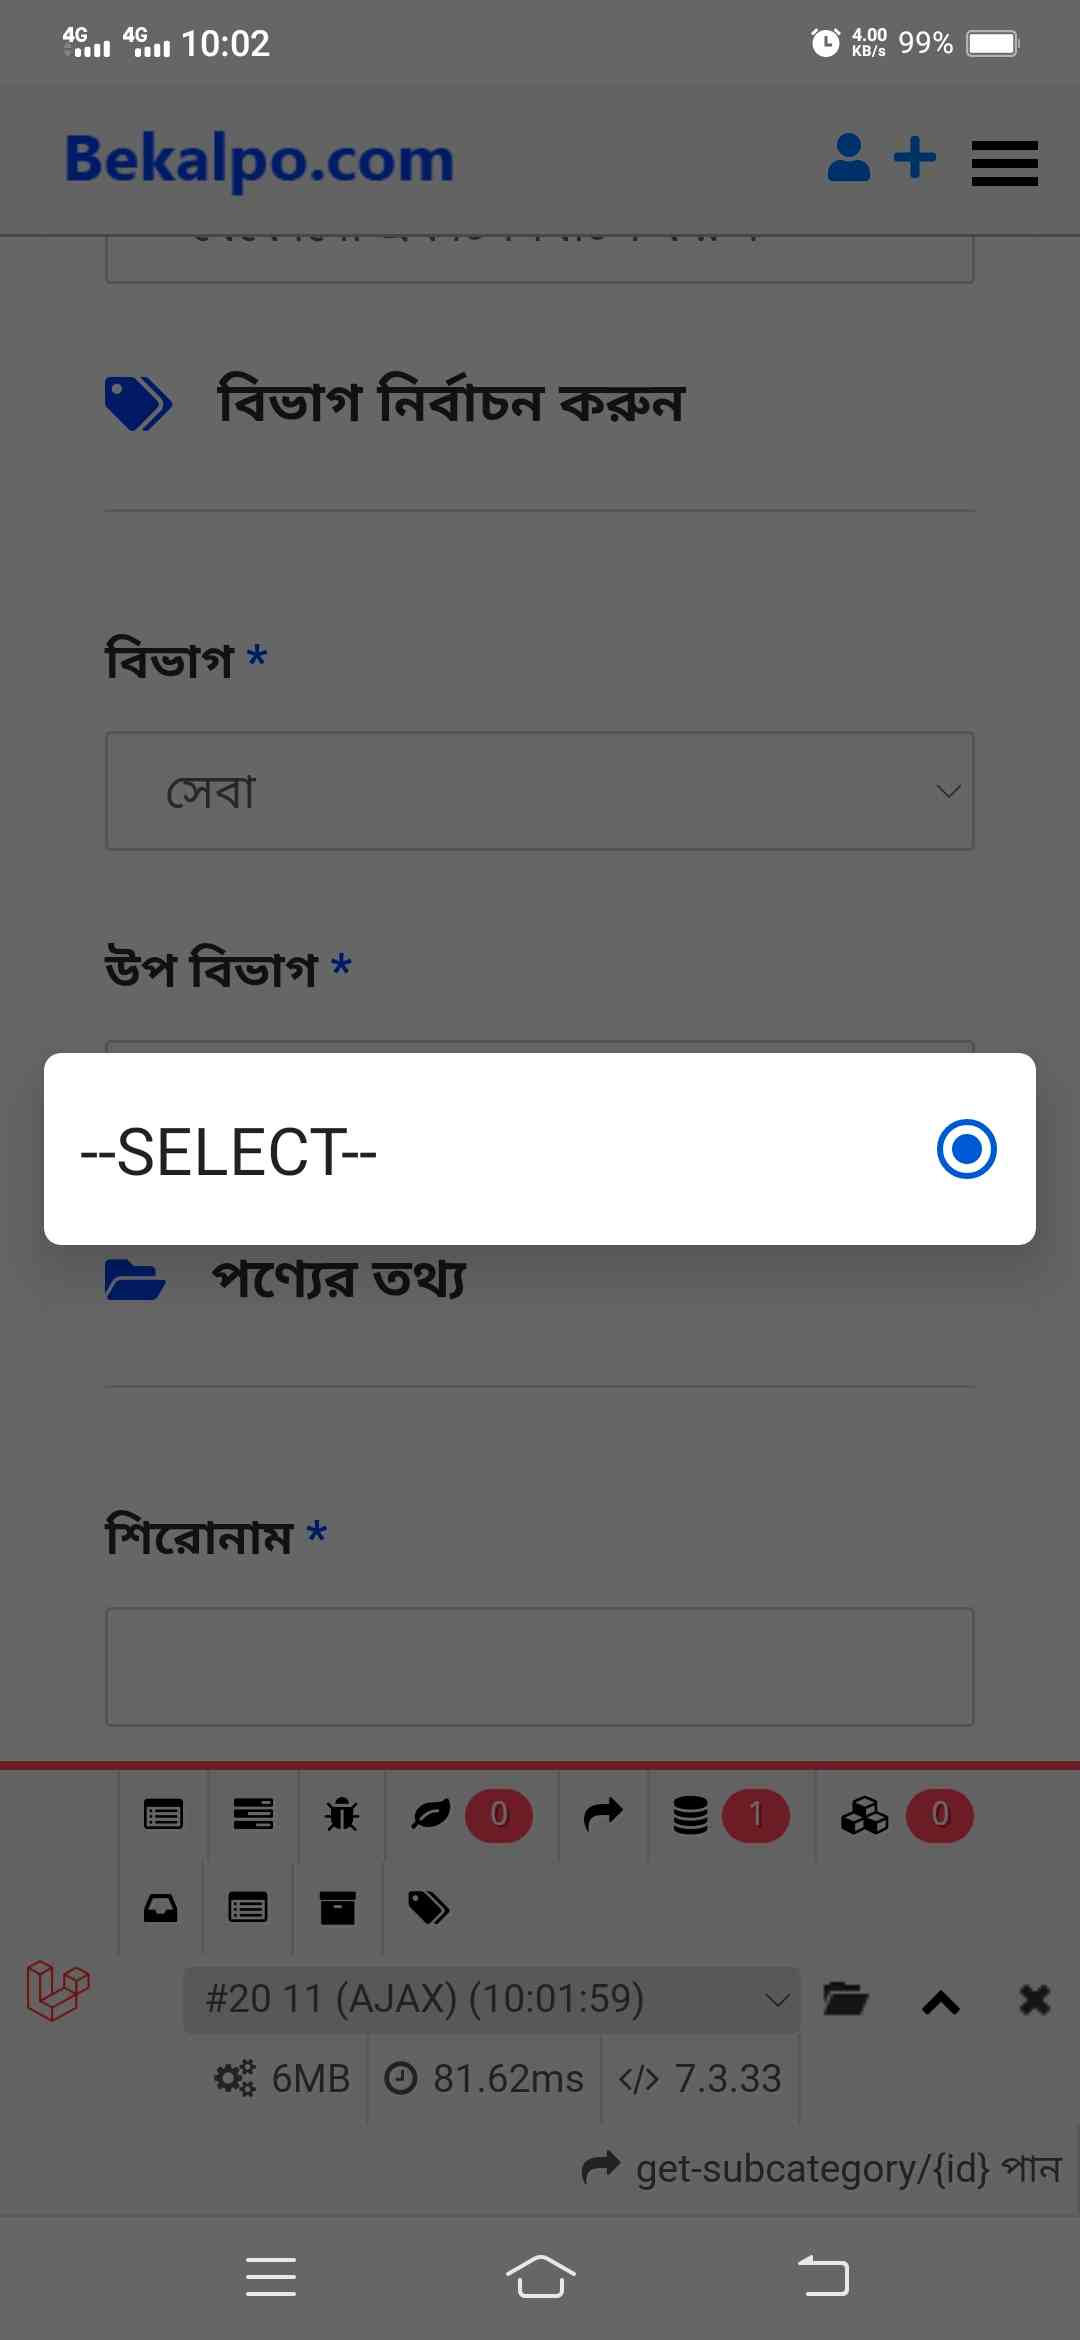 4G 4G 10:02 4.00 KB/s 99%
Bekalpo.com
বিভাগ নির্বাচন করুন
বিভাগ *
সেবা
উপ বিভাগ *
--SELECT--
পণ্যের তথ্য
শিরোনাম *
0 1 0
#20 11 (AJAX) (10:01:59)
6MB 81.62ms 7.3.33
get-subcategory/{id} পান